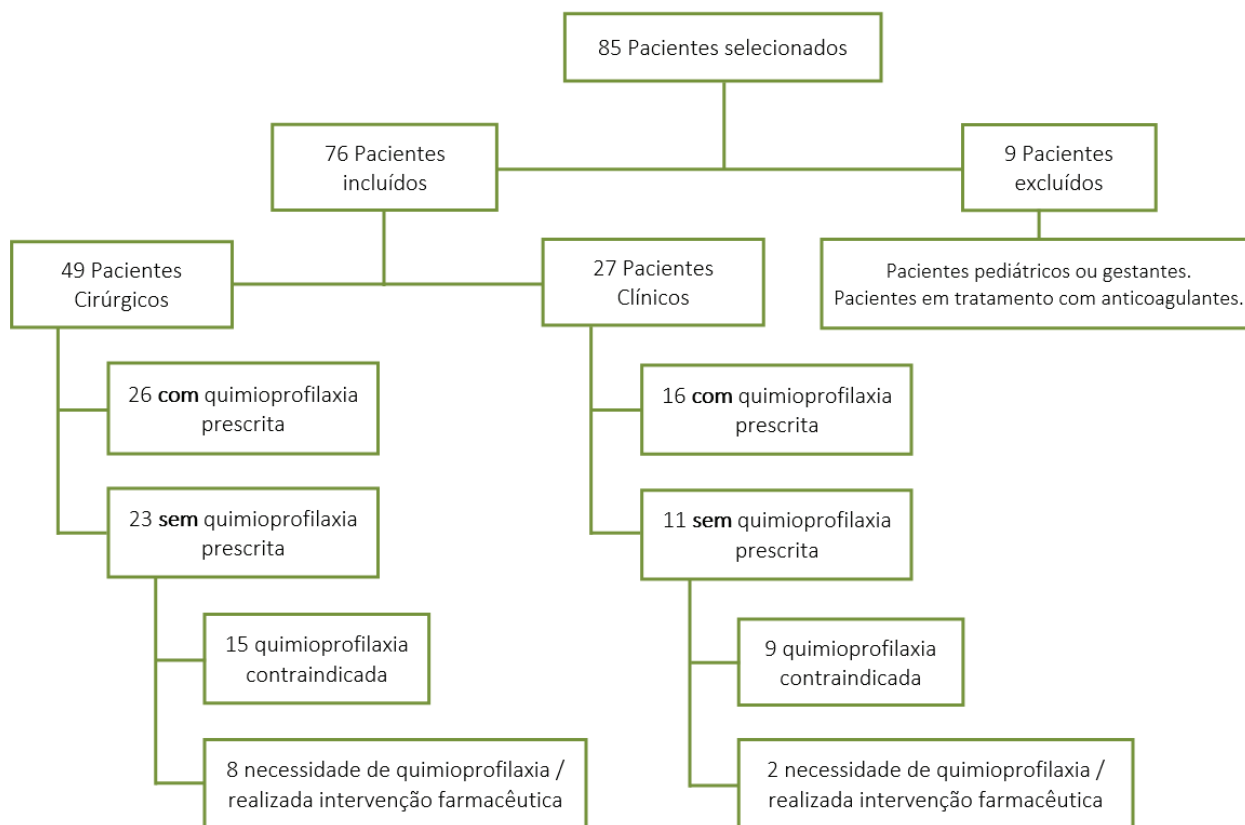 85 Pacientes selecionados
76 Pacientes
incluídos
9 Pacientes
excluídos
49 Pacientes
Cirúrgicos
27 Pacientes
Clínicos
Pacientes pediátricos ou gestantes.
Pacientes em tratamento com anticoagulantes.
26 com quimioprofilaxia
prescrita
16 com quimioprofilaxia
prescrita
23 sem quimioprofilaxia
prescrita
11 sem quimioprofilaxia
prescrita
15 quimioprofilaxia
contraindicada
9 quimioprofilaxia
contraindicada
8 necessidade de quimioprofilaxia /
realizada intervenção farmacêutica
2 necessidade de quimioprofilaxia /
realizada intervenção farmacêutica